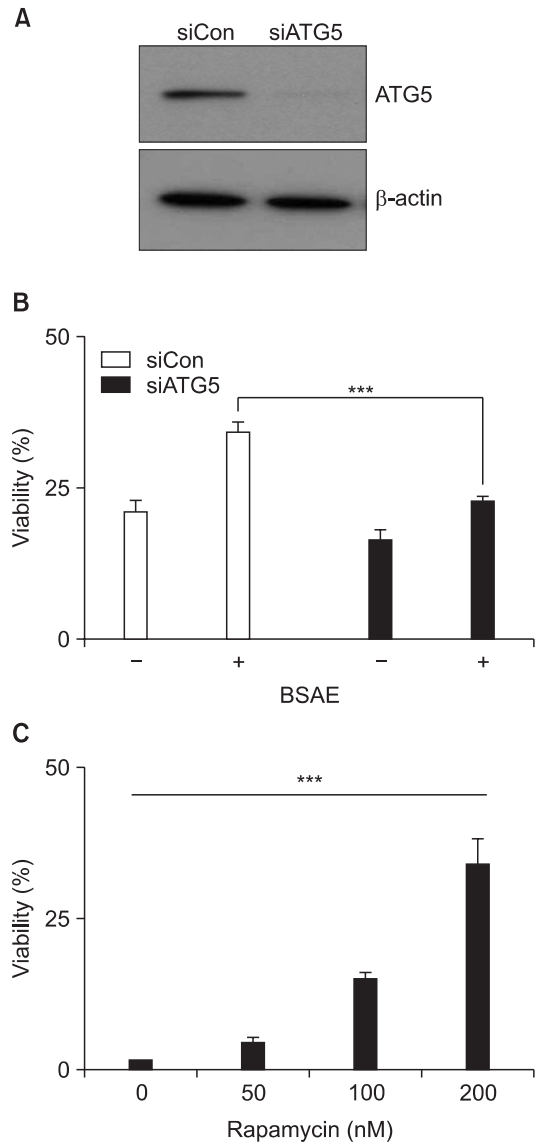 A
siCon siATG5
ATG5
β-actin
B
50
siCon
siATG5
***
25
Viability (%)
0
− + − +
BSAE
C
50
***
25
Viability (%)
0
0 50 100 200
Rapamycin (nM)